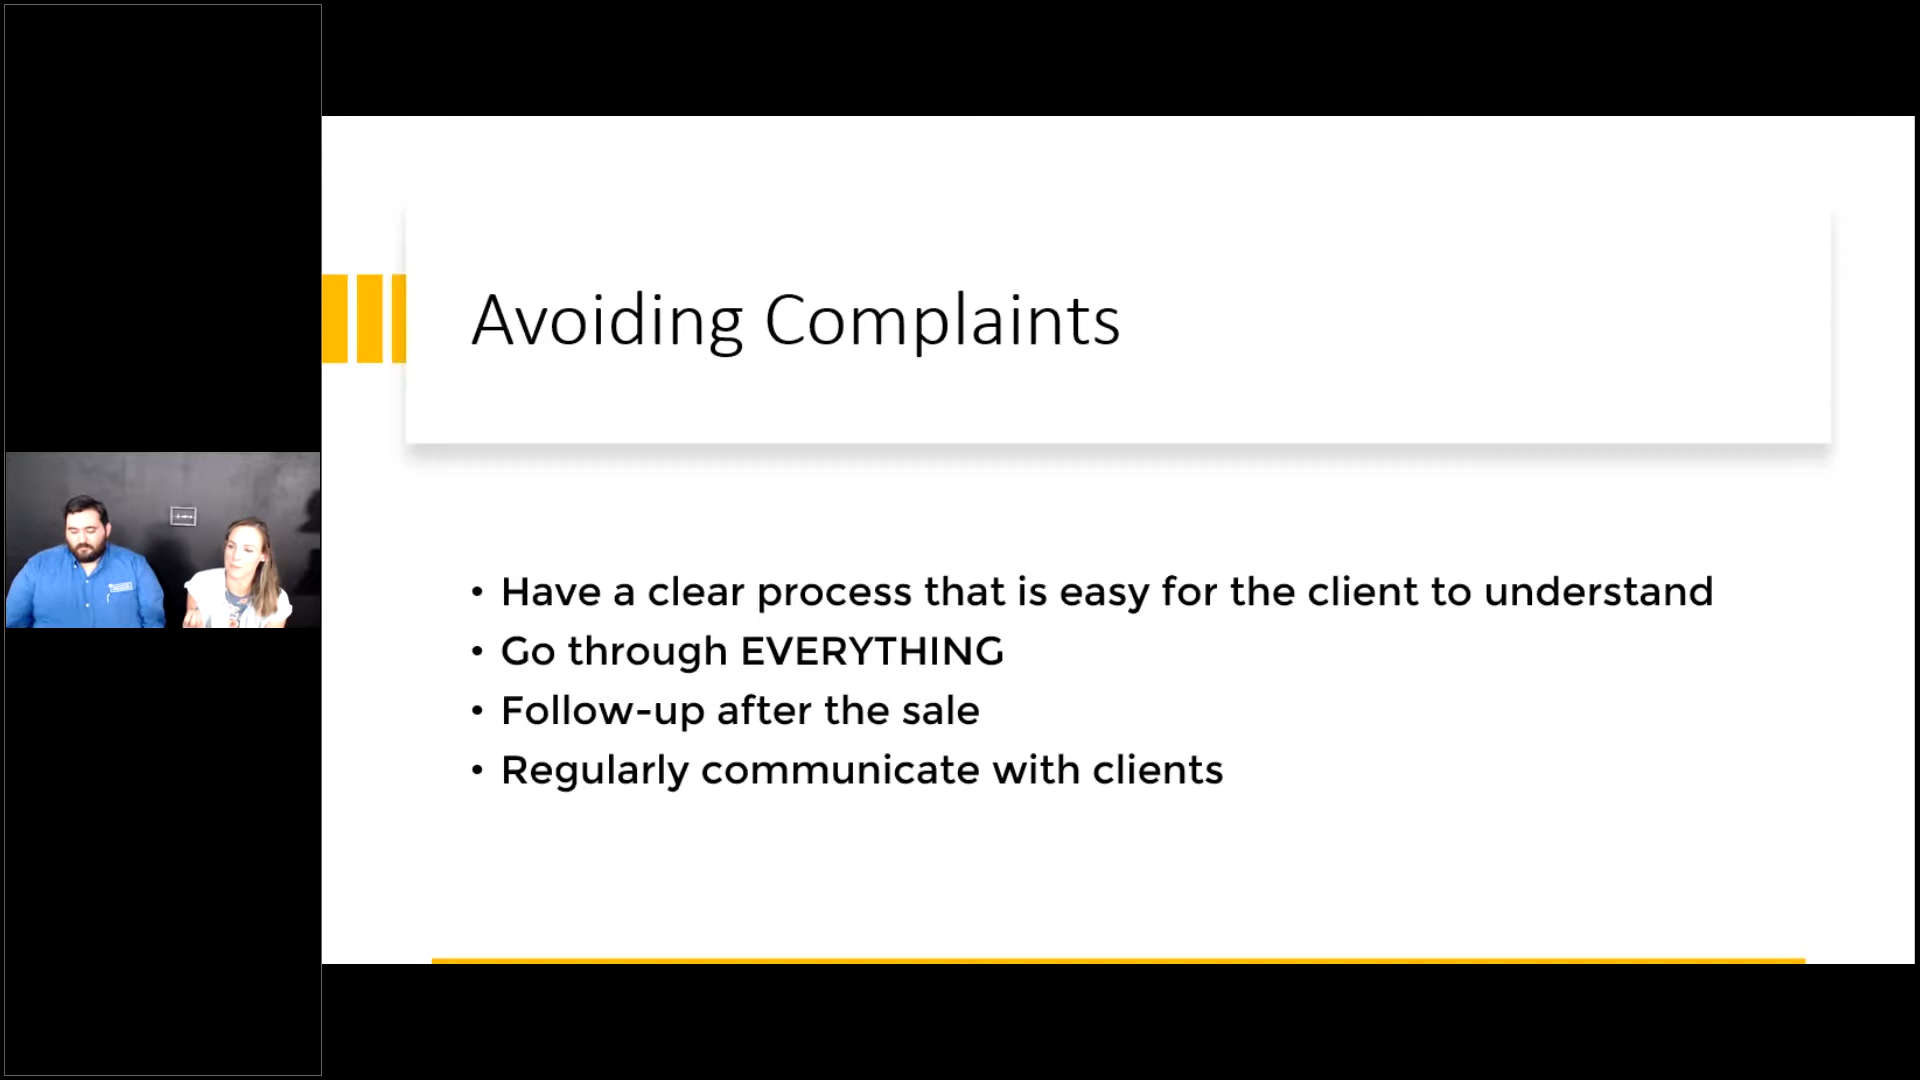 Avoiding Complaints
• Have a clear process that is easy for the client to understand
• Go through EVERYTHING
• Follow-up after the sale
• Regularly communicate with clients